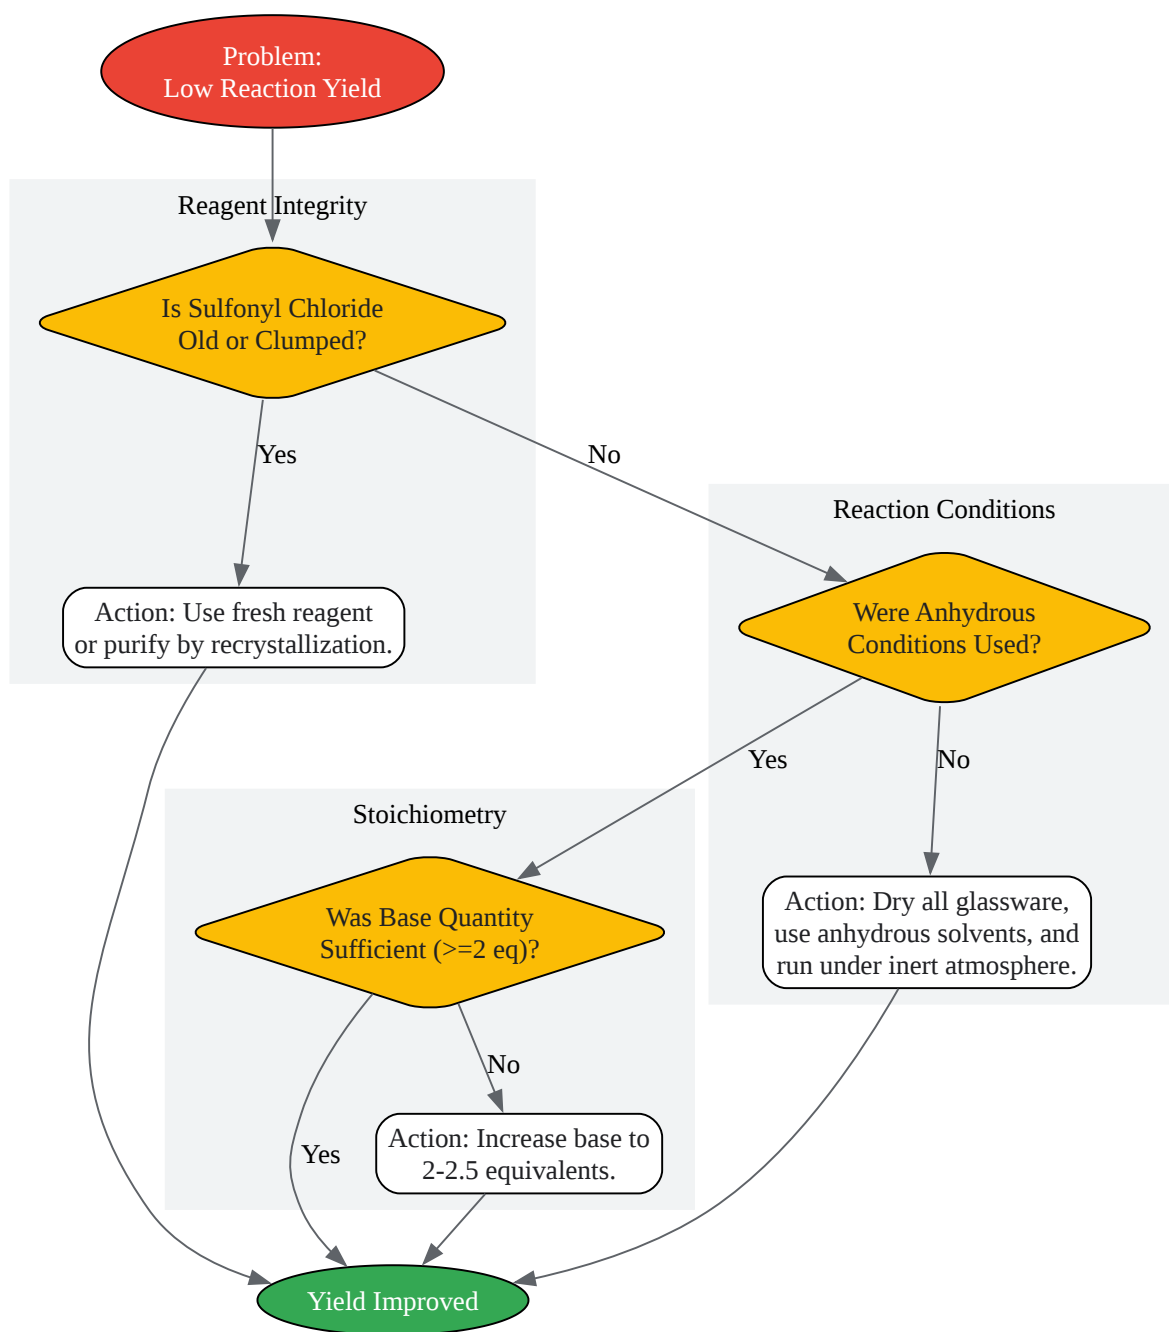 Problem:
Low Reaction Yield
Reagent Integrity
Is Sulfonyl Chloride
Old or Clumped?
Yes
No
Action: Use fresh reagent
or purify by recrystallization.
Reaction Conditions
Were Anhydrous
Conditions Used?
Yes
No
Action: Dry all glassware,
use anhydrous solvents, and
run under inert atmosphere.
Stoichiometry
Was Base Quantity
Sufficient (>=2 eq)?
No
Yes
Action: Increase base to
2-2.5 equivalents.
Yield Improved